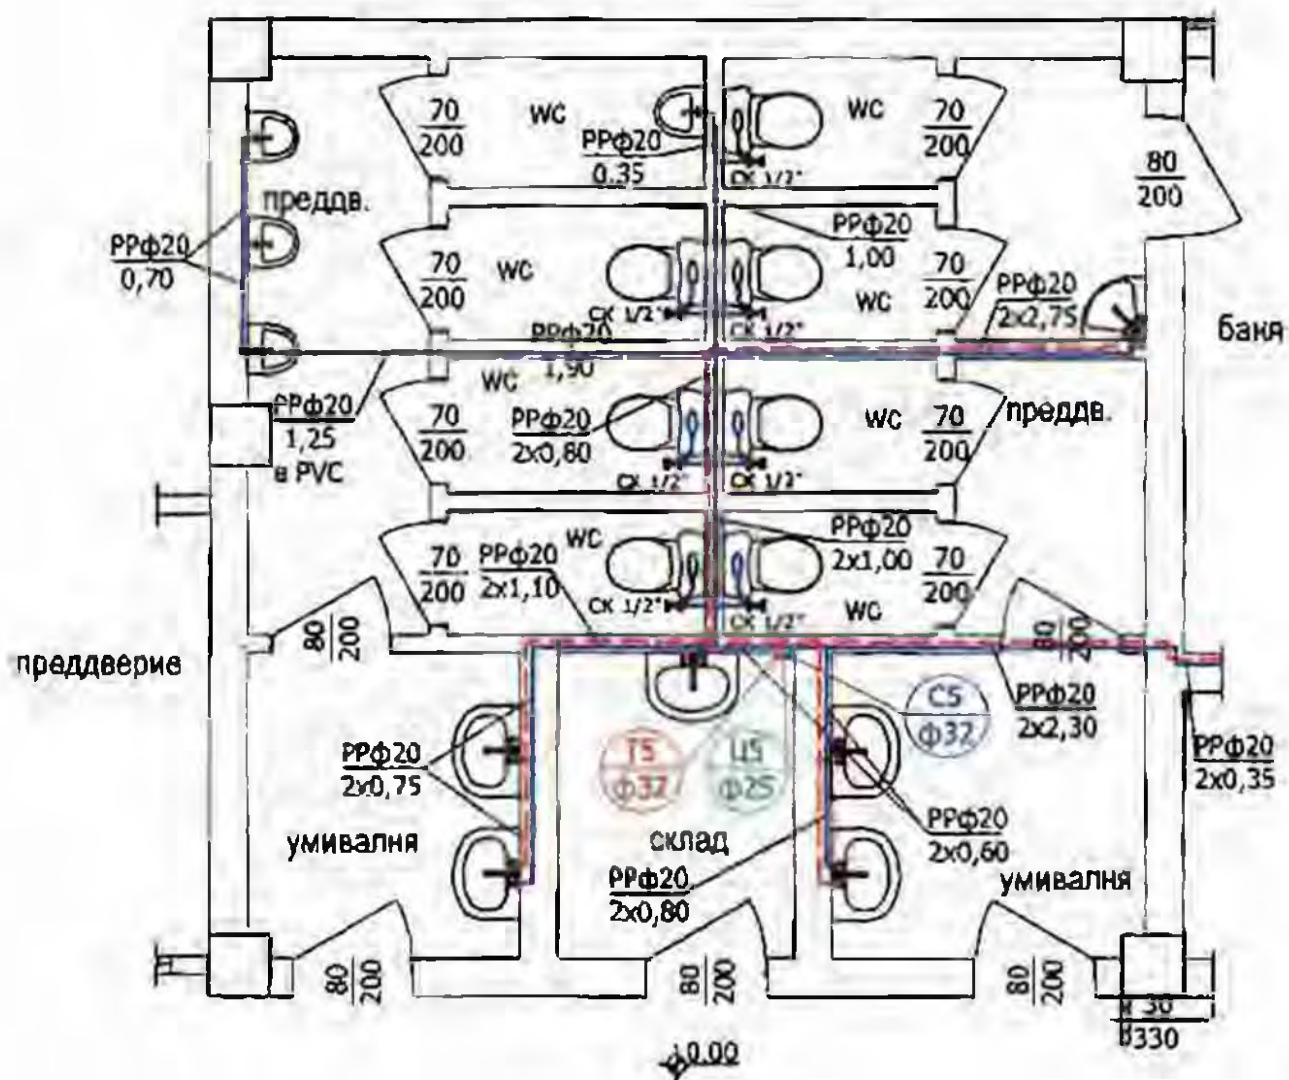 WC
WC
70
200
70
200
80
200
PPф20
0.35
СК 1/2"
преддв.
PPф20
0,70
PPф20
1,00
70
200
WC
70
200
WC
PPф20
2x2,75
СК 1/2"
СК 1/2"
баня
PPф20
1,90
WC
PPф20
1,25
в PVC
70
200
PPф20
2x0,80
WC
70
200
преддв.
СК 1/2"
СК 1/2"
70
200
PPф20
2x1,10
WC
PPф20
2x1,00
70
200
СК 1/2"
СК 1/2"
WC
80
200
80
200
преддверие
С5
ф32
PPф20
2x2,30
PPф20
2x0,75
Т5
ф32
Ц5
ф25
PPф20
2x0,35
PPф20
2x0,60
умивалня
склад
PPф20
2x0,80
умивалня
80
200
80
200
80
200
30
330
0.00